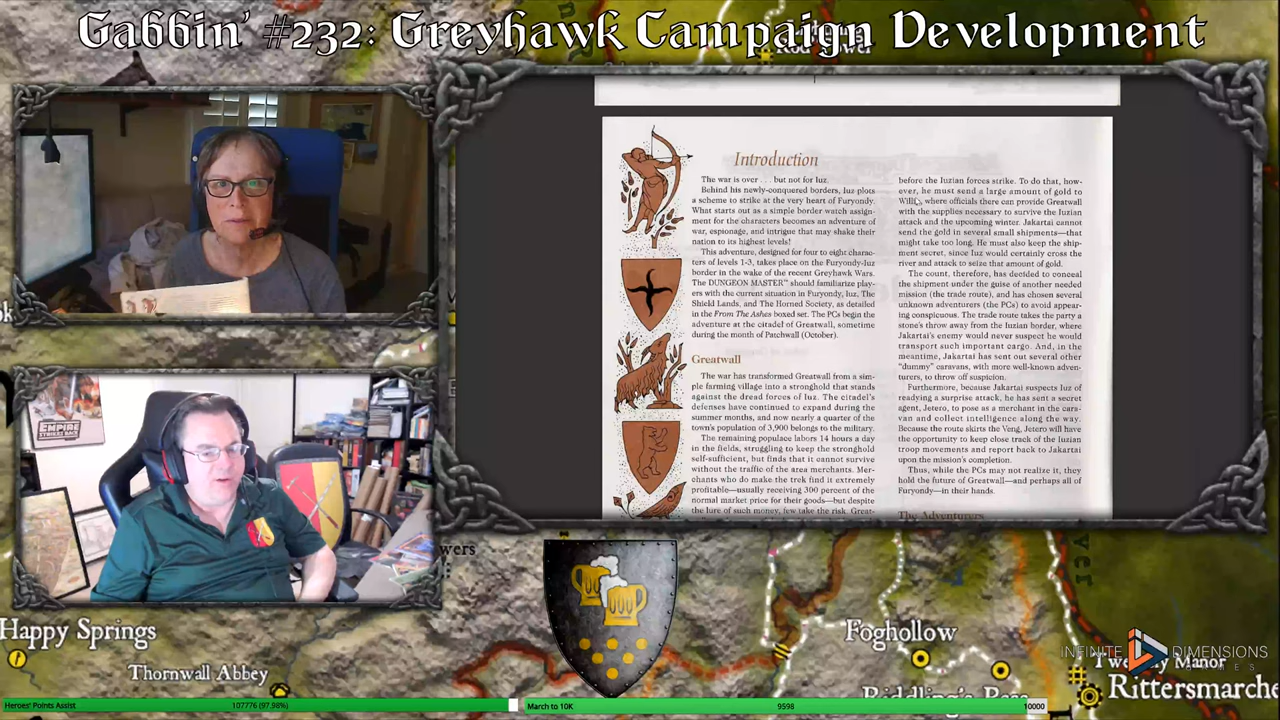 Gabbin' #232: Greyhawk Campaign Development
Introduction
The war is over . . . but not for Iuz.
Behind his newly-conquered borders, Iuz plots
a scheme to strike at the very heart of Furyondy.
What starts out as a simple border watch assign-
ment for the characters becomes an adventure of
war, espionage, and intrigue that may shake their
nation to its highest levels!
This adventure, designed for four to eight charac-
ters of levels 1-3, takes place on the Furyondy-Iuz
border in the wake of the recent Greyhawk Wars.
The DUNGEON MASTER™ should familiarize play-
ers with the current situation in Furyondy, Iuz, The
Shield Lands, and The Horned Society, as detailed
in the From The Ashes boxed set. The PCs begin the
adventure at the citadel of Greatwall, sometime
during the month of Patchwall (October).
Greatwall
The war has transformed Greatwall from a sim-
ple farming village into a stronghold that stands
against the dread forces of Iuz. The citadel's
defenses have continued to expand during the
summer months, and now nearly a quarter of the
town's population of 3,900 belongs to the military.
The remaining populace labors 14 hours a day
in the fields, struggling to keep the stronghold
self-sufficient, but finds that it cannot survive
without the traffic of the area merchants. Mer-
chants who do make the trek find it extremely
profitable—usually receiving 300 percent of the
normal market price for their goods—but despite
the lure of such money, few take the risk. Great-
before the Iuzian forces strike. To do that, how-
ever, he must send a large amount of gold to
where officials there can provide Greatwall
with the supplies necessary to survive the Iuzian
attack and the upcoming winter. Jakartai cannot
send the gold in several small shipments—that
might take too long. He must also keep the ship-
ment secret, since Iuz would certainly cross the
river and attack to seize that amount of gold.
The count, therefore, has decided to conceal
the shipment under the guise of another needed
mission (the trade route), and has chosen several
unknown adventurers (the PCs) to avoid appear-
ing conspicuous. The trade route takes the party a
stone's throw away from the Iuzian border, where
Jakartai's enemy would never suspect he would
transport such important cargo. And, in the
meantime, Jakartai has sent out several other
"dummy" caravans, with more well-known adven-
turers, to throw off suspicion.
Furthermore, because Jakartai suspects Iuz of
readying a surprise attack, he has sent a secret
agent, Jetero, to pose as a merchant in the cara-
van and collect intelligence along the way.
Because the route skirts the Veng, Jetero will have
the opportunity to keep close track of the Iuzian
troop movements and report back to Jakartai
upon the mission's completion.
Thus, while the PCs may not realize it, they
hold the future of Greatwall—and perhaps all of
Furyondy—in their hands.
The Adventurers
EMPIRE
STRIKES BACK
wers
Happy Springs
Thornwall Abbey
Foghollow
INFINITE DIMENSIONS
GAMES
Manor
Rittersmarche
Heroes' Points Assist
107776 (97.98%)
March to 10K
9598
10000